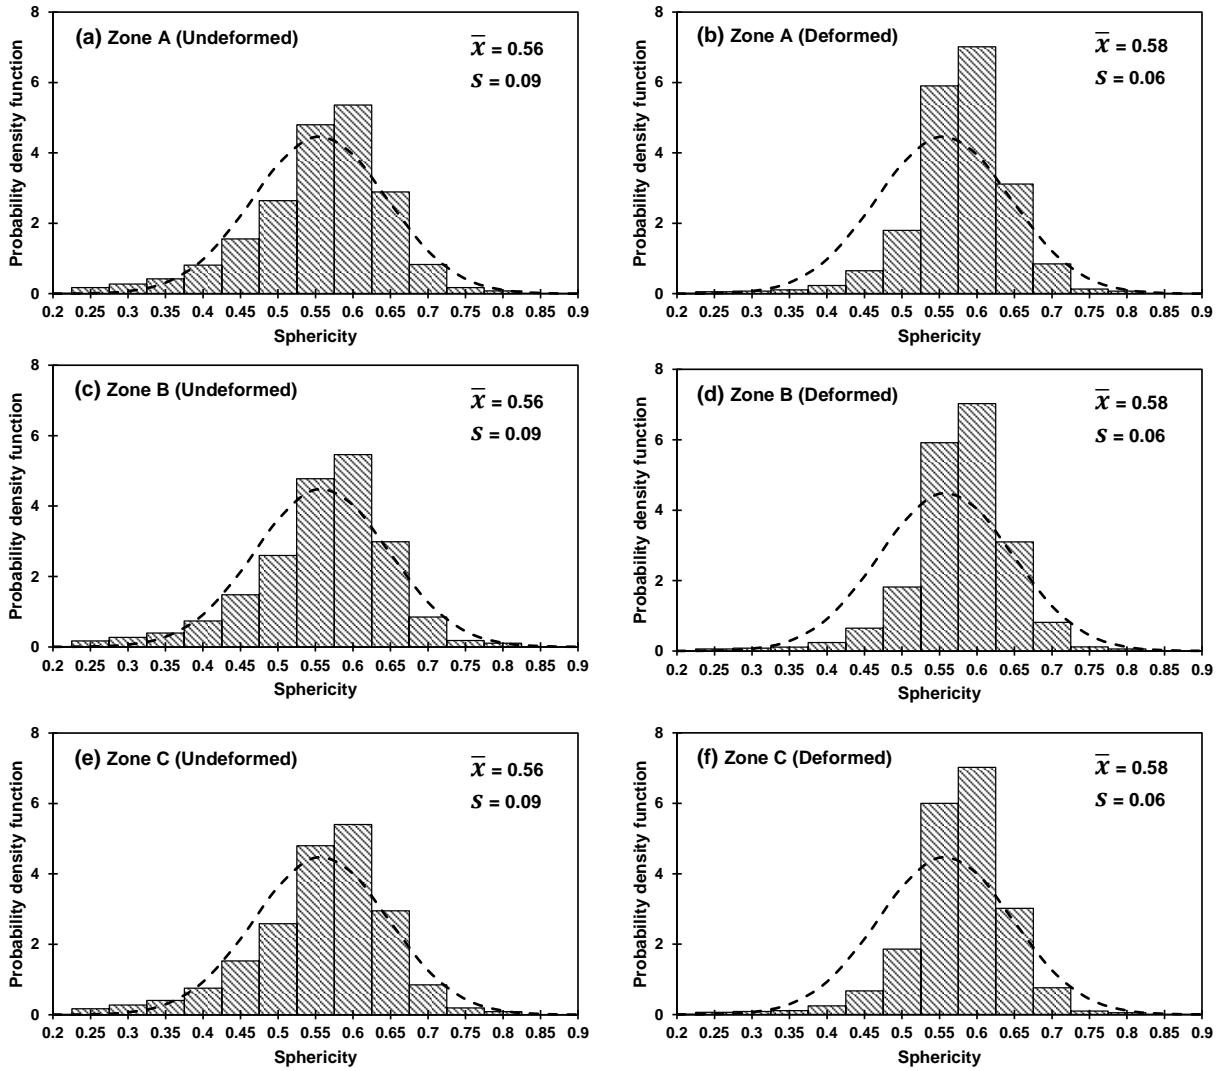 (a) Zone A (Undeformed)
x̅ = 0.56
s = 0.09
Probability density function
8
6
4
2
0
0.2 0.25 0.3 0.35 0.4 0.45 0.5 0.55 0.6 0.65 0.7 0.75 0.8 0.85 0.9
Sphericity
(b) Zone A (Deformed)
x̅ = 0.58
s = 0.06
Probability density function
8
6
4
2
0
0.2 0.25 0.3 0.35 0.4 0.45 0.5 0.55 0.6 0.65 0.7 0.75 0.8 0.85 0.9
Sphericity
(c) Zone B (Undeformed)
x̅ = 0.56
s = 0.09
Probability density function
8
6
4
2
0
0.2 0.25 0.3 0.35 0.4 0.45 0.5 0.55 0.6 0.65 0.7 0.75 0.8 0.85 0.9
Sphericity
(d) Zone B (Deformed)
x̅ = 0.58
s = 0.06
Probability density function
8
6
4
2
0
0.2 0.25 0.3 0.35 0.4 0.45 0.5 0.55 0.6 0.65 0.7 0.75 0.8 0.85 0.9
Sphericity
(e) Zone C (Undeformed)
x̅ = 0.56
s = 0.09
Probability density function
8
6
4
2
0
0.2 0.25 0.3 0.35 0.4 0.45 0.5 0.55 0.6 0.65 0.7 0.75 0.8 0.85 0.9
Sphericity
(f) Zone C (Deformed)
x̅ = 0.58
s = 0.06
Probability density function
8
6
4
2
0
0.2 0.25 0.3 0.35 0.4 0.45 0.5 0.55 0.6 0.65 0.7 0.75 0.8 0.85 0.9
Sphericity